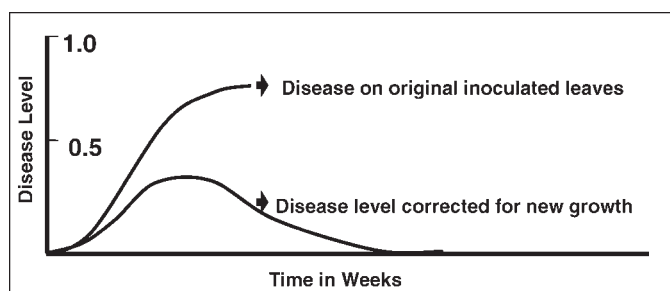 1.0
Disease on original inoculated leaves
Disease Level
0.5
Disease level corrected for new growth
Time in Weeks